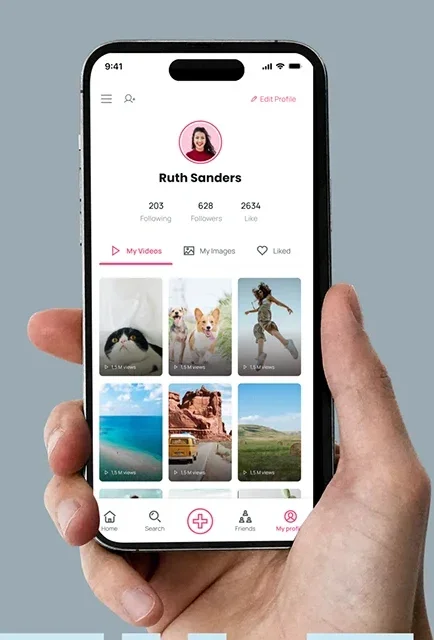 9:41
Edit Profile
Ruth Sanders
203 628 2634
Following Followers Like
My Videos My Images Liked
1,5 M views 1,5 M views 1,5 M views
1,5 M views 1,5 M views 1,5 M views
Home Search Friends My profile